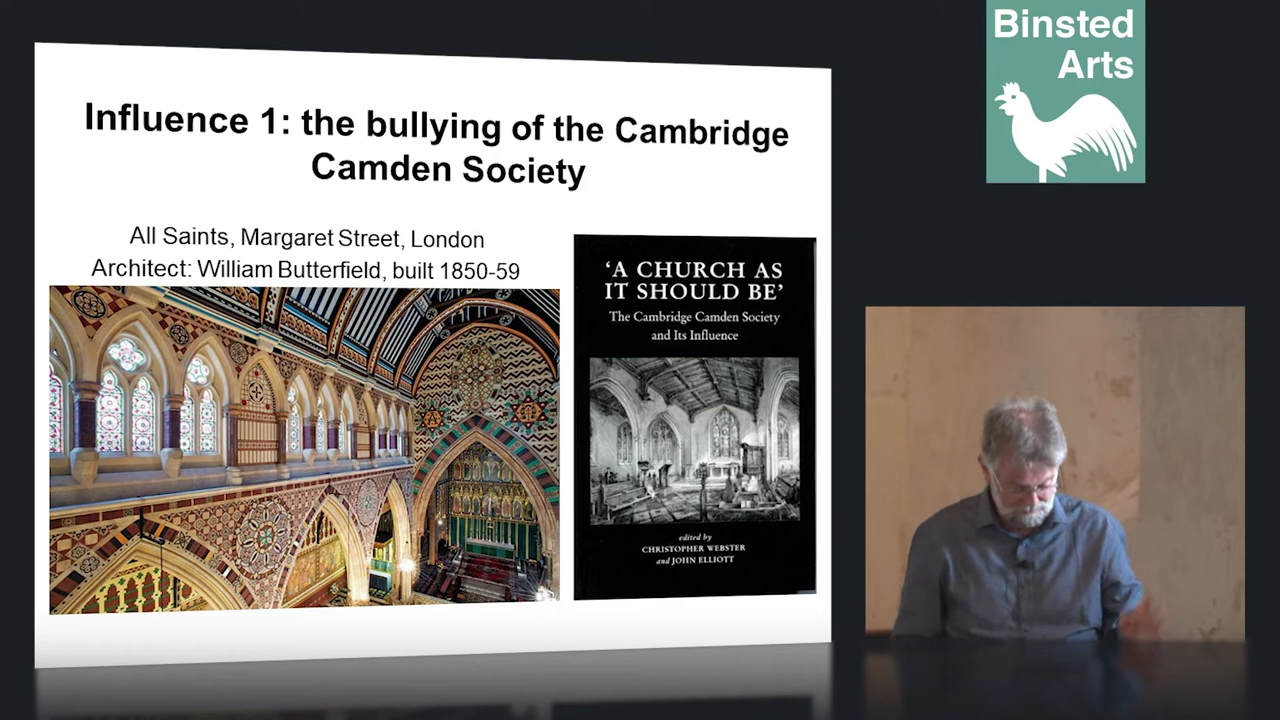 Binsted
Arts
Influence 1: the bullying of the Cambridge
Camden Society
All Saints, Margaret Street, London
Architect: William Butterfield, built 1850-59
‘A CHURCH AS
IT SHOULD BE’
The Cambridge Camden Society
and Its Influence
edited by
CHRISTOPHER WEBSTER
and JOHN ELLIOTT